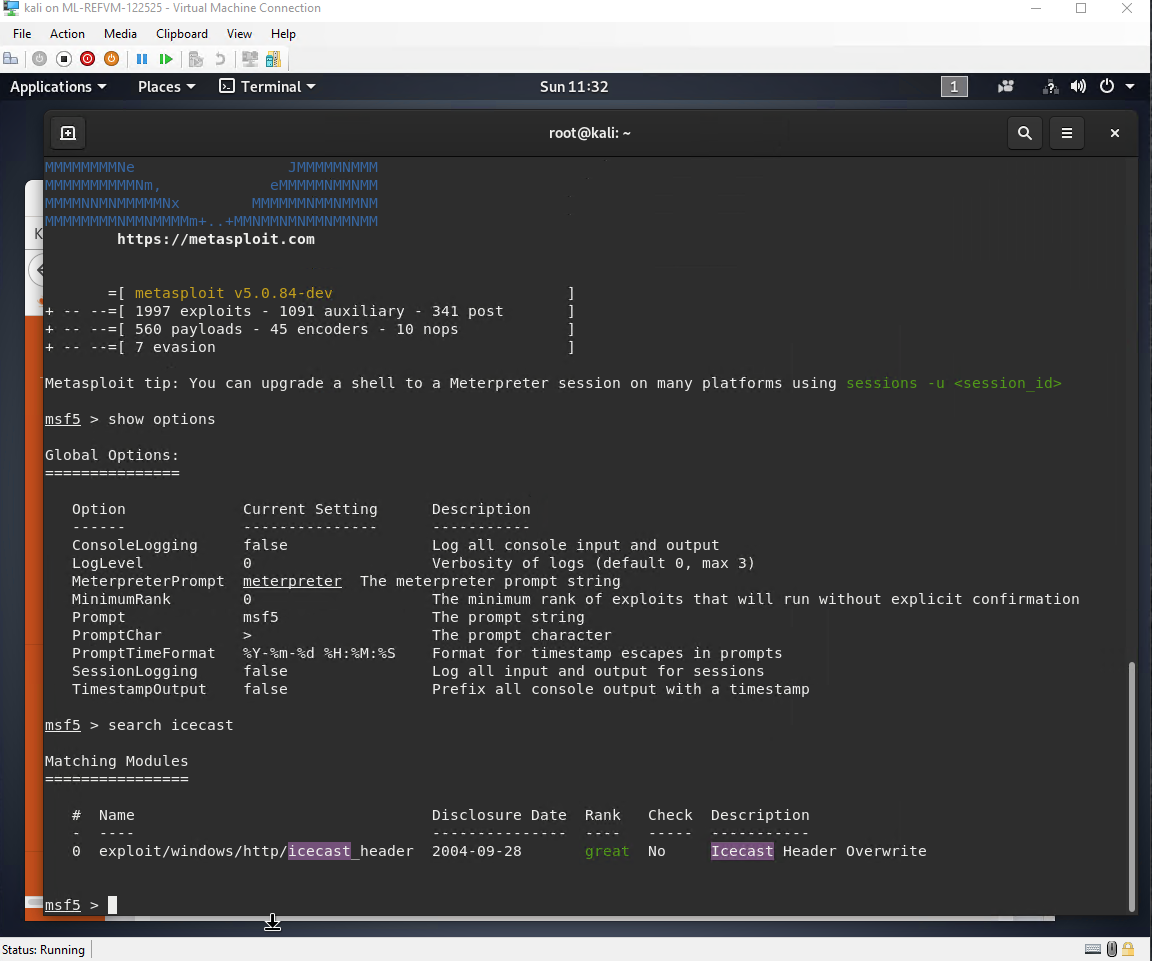 kali on ML-REFVM-122525 - Virtual Machine Connection
File Action Media Clipboard View Help
Applications Places Terminal Sun 11:32 1
root@kali: ~
MMMMMMMMNe                 JMMMMMNMMM
MMMMMMMMMMNm,            eMMMMMNMMNMM
MMMMNNMNMMMMMNx        MMMMMMNMMNMMNM
MMMMMMMMNMMNMMMMm+..+MMNMMNMNMMNMMNMM
https://metasploit.com
=[ metasploit v5.0.84-dev ]
+ -- --=[ 1997 exploits - 1091 auxiliary - 341 post ]
+ -- --=[ 560 payloads - 45 encoders - 10 nops ]
+ -- --=[ 7 evasion ]
Metasploit tip: You can upgrade a shell to a Meterpreter session on many platforms using sessions -u <session_id>
msf5 > show options
Global Options:
===============
Option Current Setting Description
------ --------------- -----------
ConsoleLogging false Log all console input and output
LogLevel 0 Verbosity of logs (default 0, max 3)
MeterpreterPrompt meterpreter The meterpreter prompt string
MinimumRank 0 The minimum rank of exploits that will run without explicit confirmation
Prompt msf5 The prompt string
PromptChar > The prompt character
PromptTimeFormat %Y-%m-%d %H:%M:%S Format for timestamp escapes in prompts
SessionLogging false Log all input and output for sessions
TimestampOutput false Prefix all console output with a timestamp
msf5 > search icecast
Matching Modules
================
# Name Disclosure Date Rank Check Description
- ---- --------------- ---- ----- -----------
0 exploit/windows/http/icecast_header 2004-09-28 great No Icecast Header Overwrite
msf5 >
Status: Running